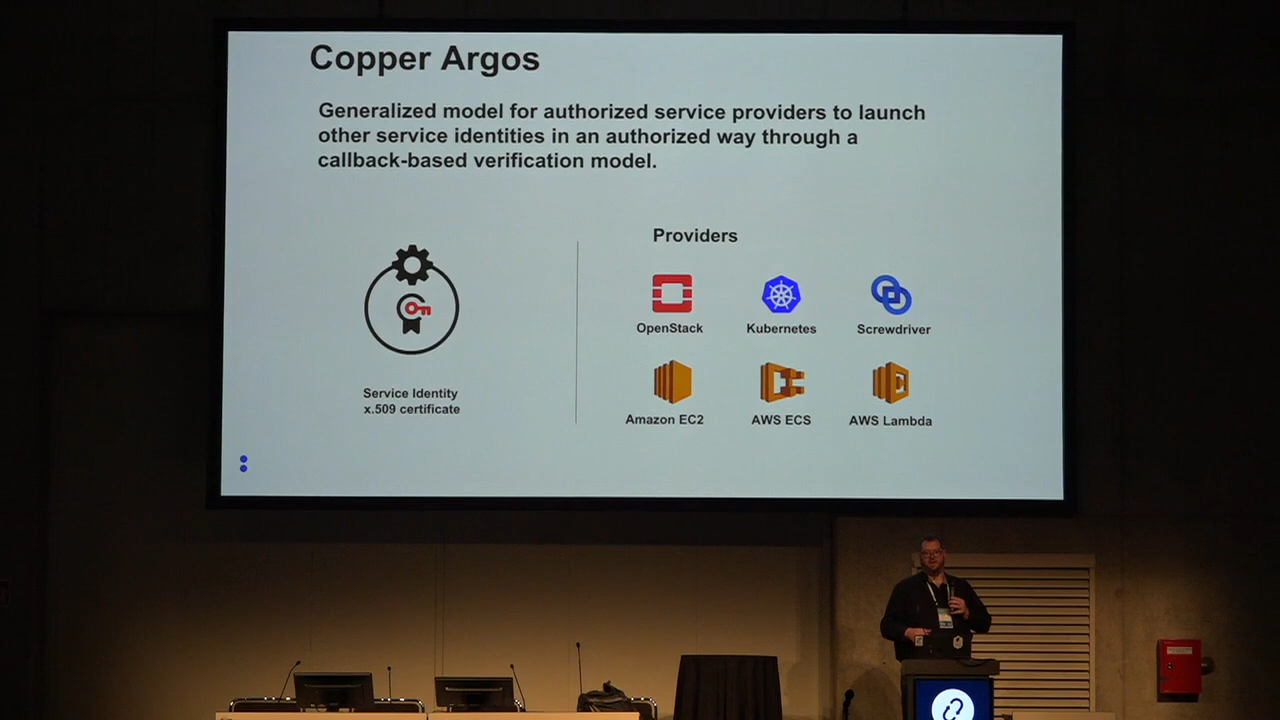 Copper Argos
Generalized model for authorized service providers to launch
other service identities in an authorized way through a
callback-based verification model.
Providers
OpenStack
Kubernetes
Screwdriver
Service Identity
x.509 certificate
Amazon EC2
AWS ECS
AWS Lambda